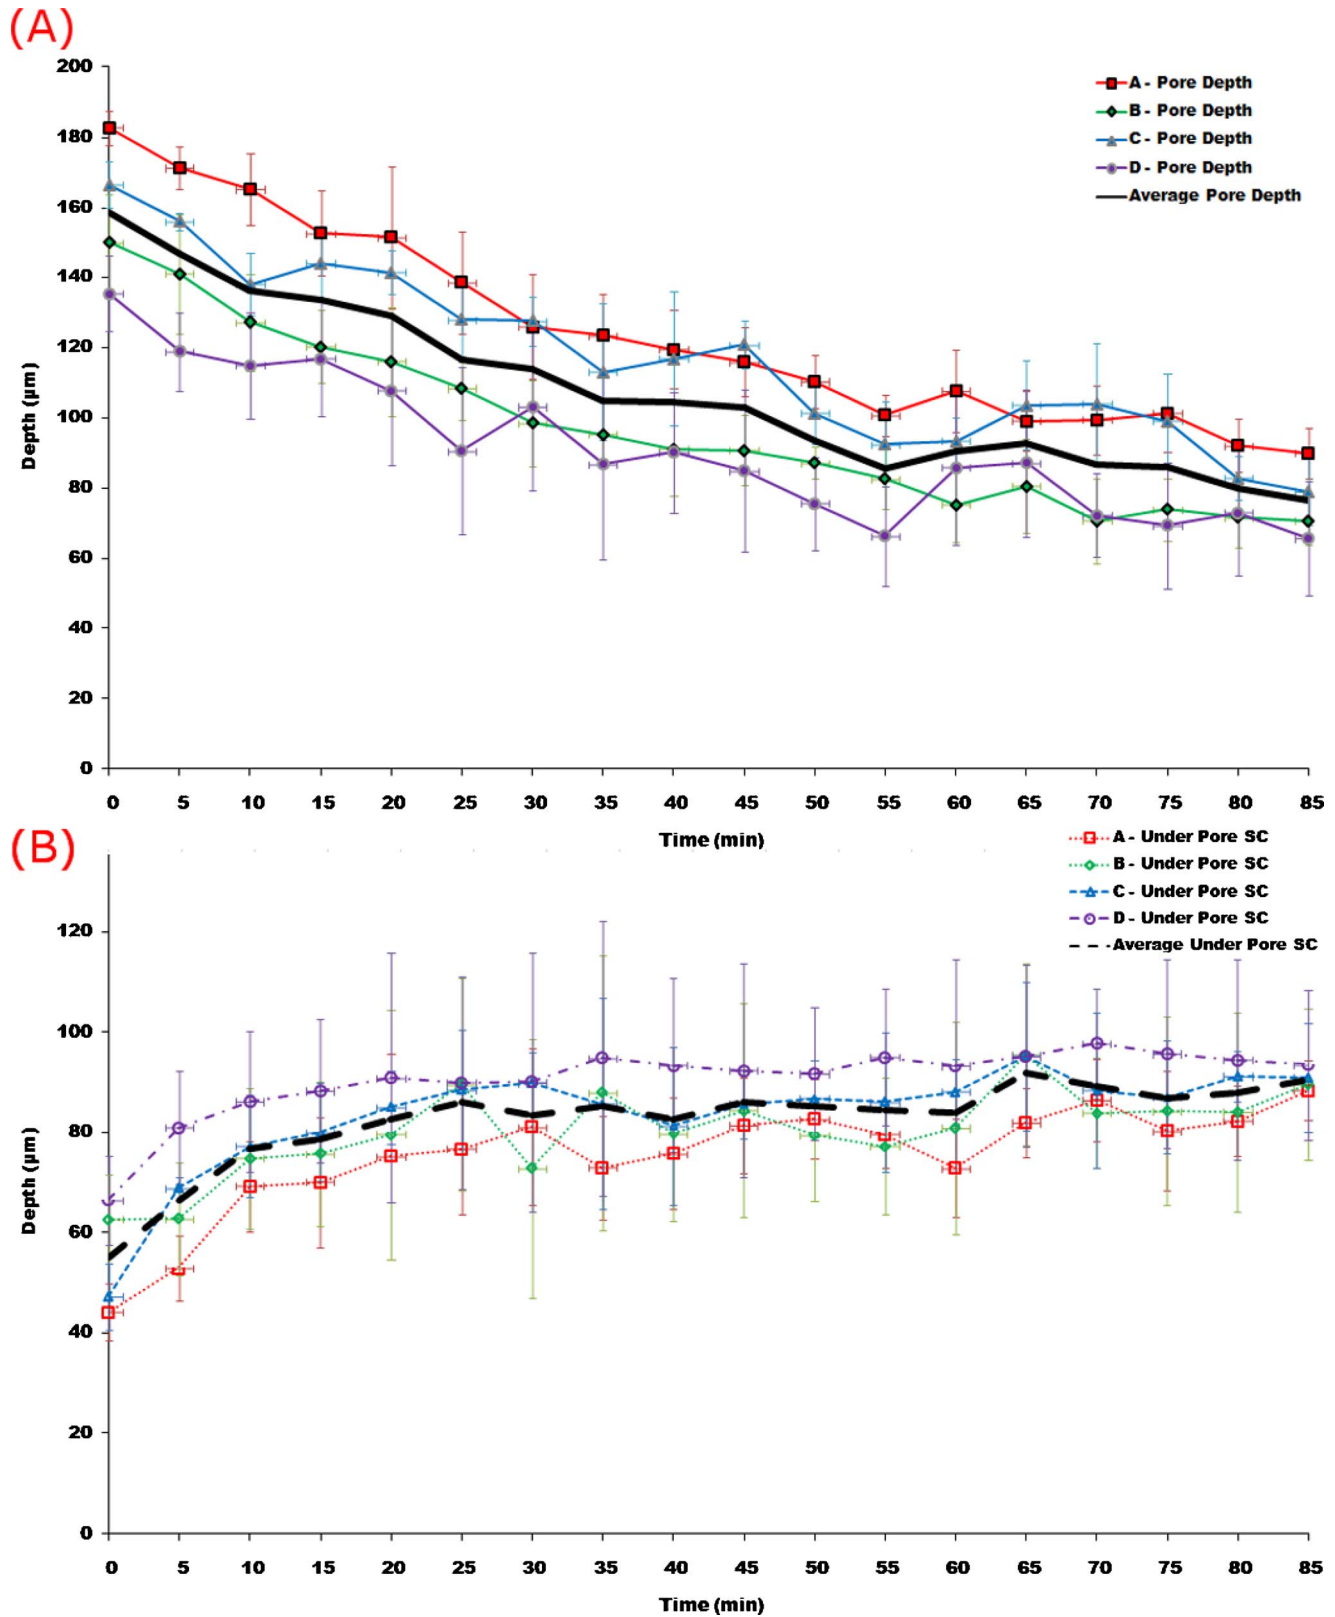 (A)
200
180
160
140
120
100
80
60
40
20
0
Depth (µm)
A - Pore Depth
B - Pore Depth
C - Pore Depth
D - Pore Depth
Average Pore Depth
0 5 10 15 20 25 30 35 40 45 50 55 60 65 70 75 80 85
Time (min)
(B)
A - Under Pore SC
B - Under Pore SC
C - Under Pore SC
D - Under Pore SC
Average Under Pore SC
120
100
80
60
40
20
0
Depth (µm)
0 5 10 15 20 25 30 35 40 45 50 55 60 65 70 75 80 85
Time (min)